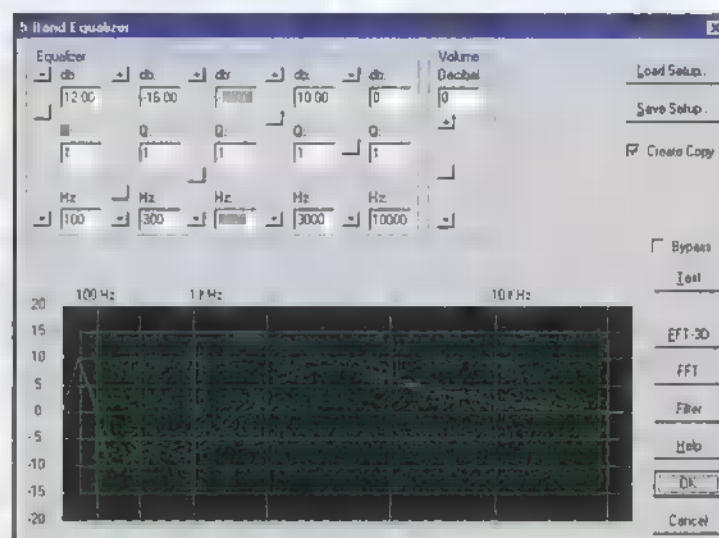 5 Band Equalizer
Equalizer
db: db: db: db: db:
12.00 -16.00 10.00 0
Q: Q: Q: Q:
1 1 1 1 1
Hz Hz Hz Hz Hz
100 300 3000 10000
Volume
Decibel
0
Load Setup..
Save Setup..
Create Copy
Bypass
Test
FFT-3D
FFT
Filter
Help
OK
Cancel
100 Hz 1 KHz 10 KHz
20
15
10
5
0
-5
-10
-15
-20